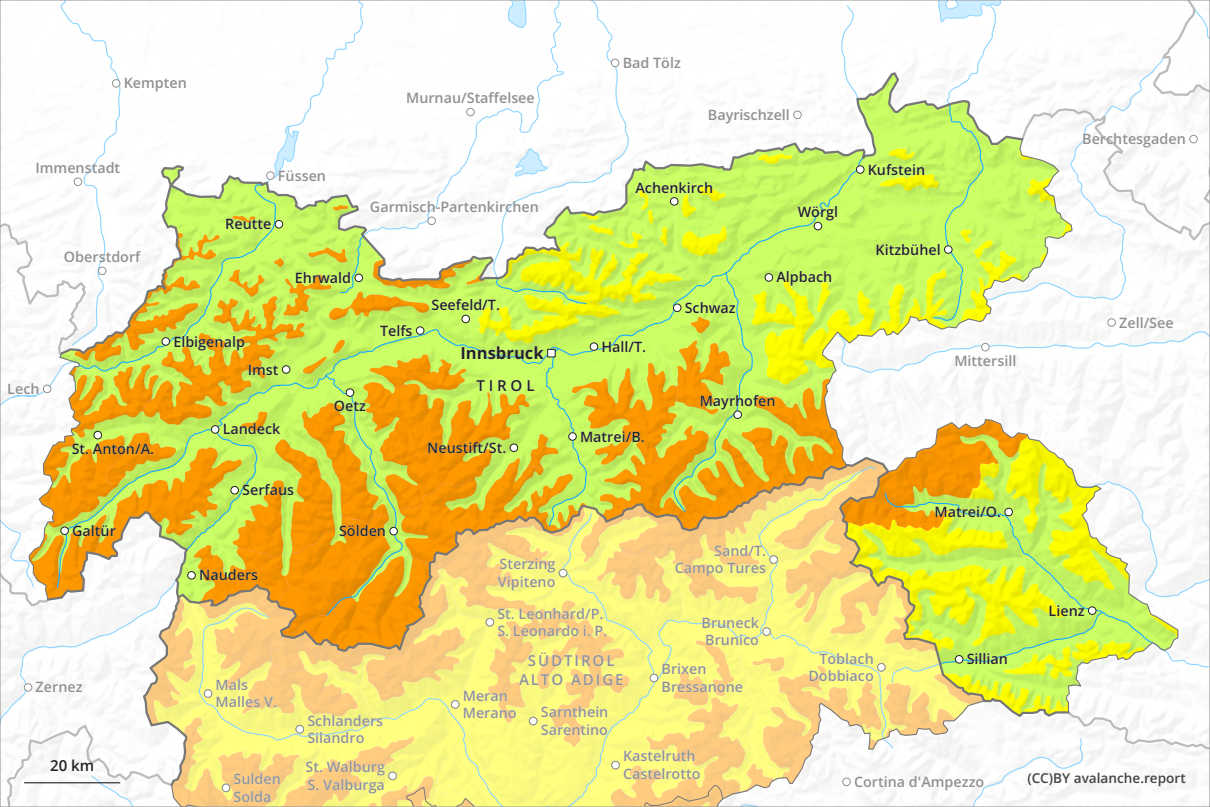 Kempten
Bad Tölz
Murnau/Staffelsee
Bayrischzell
Berchtesgaden
Immenstadt
Füssen
Kufstein
Achenkirch
Garmisch-Partenkirchen
Wörgl
Reutte
Oberstdorf
Kitzbühel
Ehrwald
Alpbach
Seefeld/T.
Schwaz
Telfs
Zell/See
Elbigenalp
Innsbruck
Hall/T.
Mittersill
Imst
TIROL
Lech
Oetz
Mayrhofen
Landeck
Matrei/B.
St. Anton/A.
Neustift/St.
Serfaus
Matrei/O.
Galtür
Sölden
Sand/T.
Campo Tures
Sterzing
Vipiteno
Nauders
Lienz
St. Leonhard/P.
S. Leonardo i. P.
Bruneck
Brunico
SÜDTIROL
ALTO ADIGE
Toblach
Dobbiaco
Sillian
Brixen
Bressanone
Zernez
Mals
Malles V.
Meran
Merano
Sarnthein
Sarentino
Schlanders
Silandro
Kastelruth
Castelrotto
St. Walburg
S. Valburga
20 km
Sulden
Solda
Cortina d'Ampezzo
(CC)BY avalanche.report